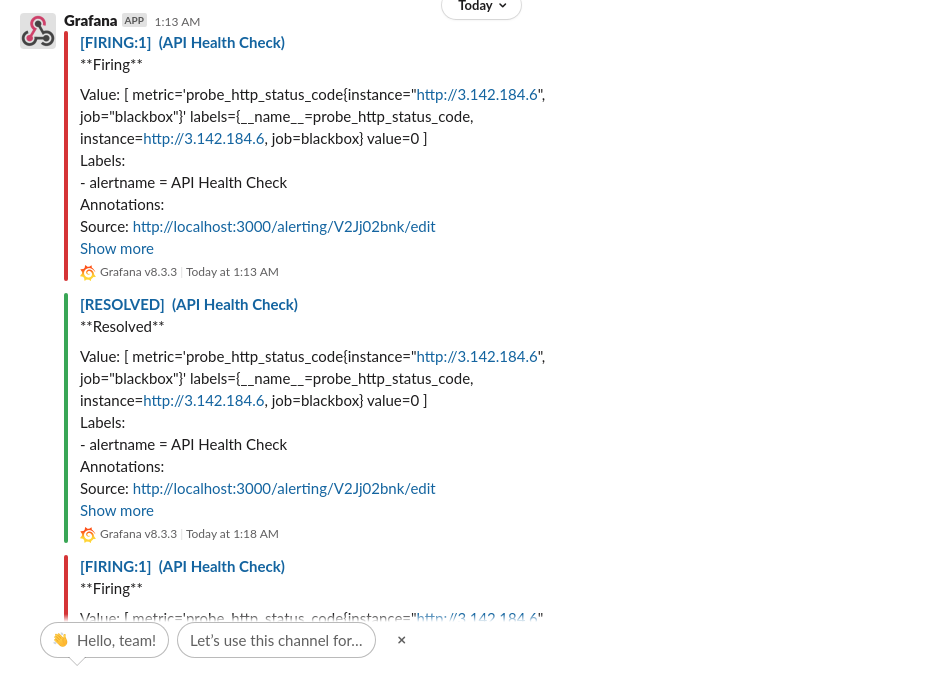 Today
Grafana APP 1:13 AM
[FIRING:1] (API Health Check)
**Firing**
Value: [ metric='probe_http_status_code{instance="http://3.142.184.6",
job="blackbox"}' labels={__name__=probe_http_status_code,
instance=http://3.142.184.6, job=blackbox} value=0 ]
Labels:
- alertname = API Health Check
Annotations:
Source: http://localhost:3000/alerting/V2Jj02bnk/edit
Show more
Grafana v8.3.3 | Today at 1:13 AM
[RESOLVED] (API Health Check)
**Resolved**
Value: [ metric='probe_http_status_code{instance="http://3.142.184.6",
job="blackbox"}' labels={__name__=probe_http_status_code,
instance=http://3.142.184.6, job=blackbox} value=0 ]
Labels:
- alertname = API Health Check
Annotations:
Source: http://localhost:3000/alerting/V2Jj02bnk/edit
Show more
Grafana v8.3.3 | Today at 1:18 AM
[FIRING:1] (API Health Check)
**Firing**
Value: [ metric='probe_http_status_code{instance="http://3.142.184.6"
👋 Hello, team! Let's use this channel for... ×